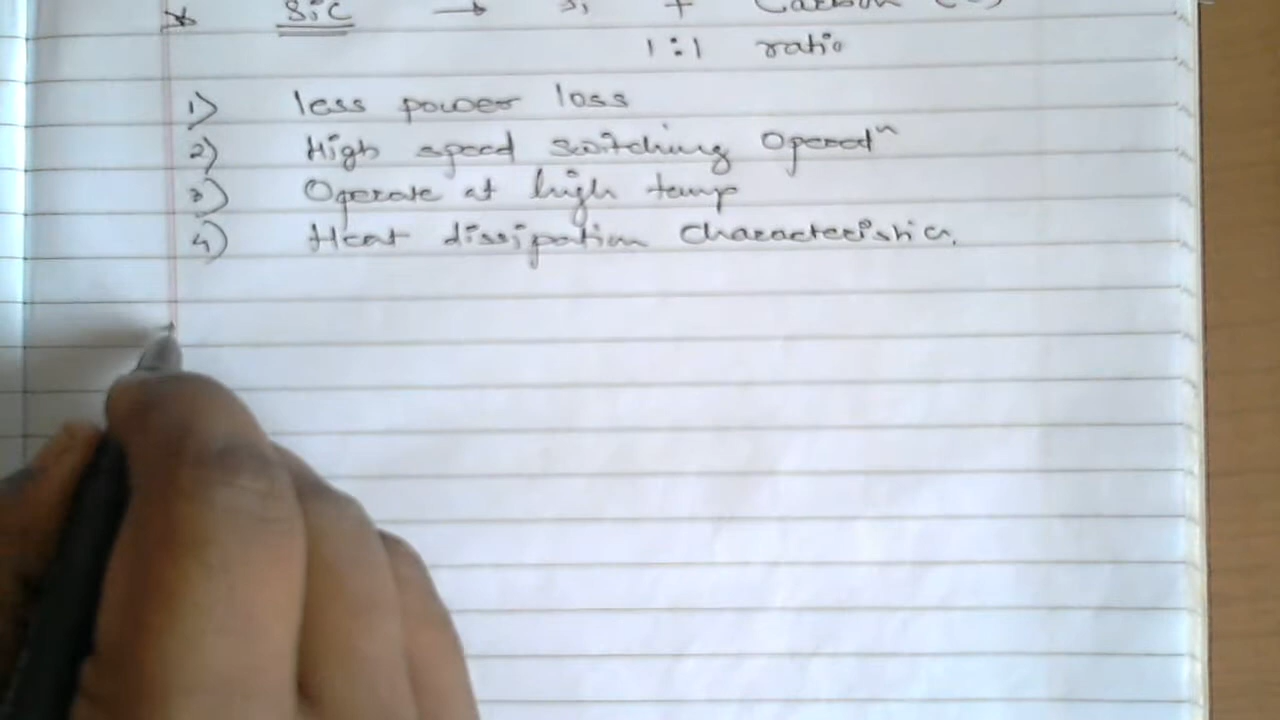 * SiC → Si + Carbon (C)
1:1 ratio
1) less power loss
2) High speed switching Operatⁿ
3) Operate at high temp
4) Heat dissipation characteristics.